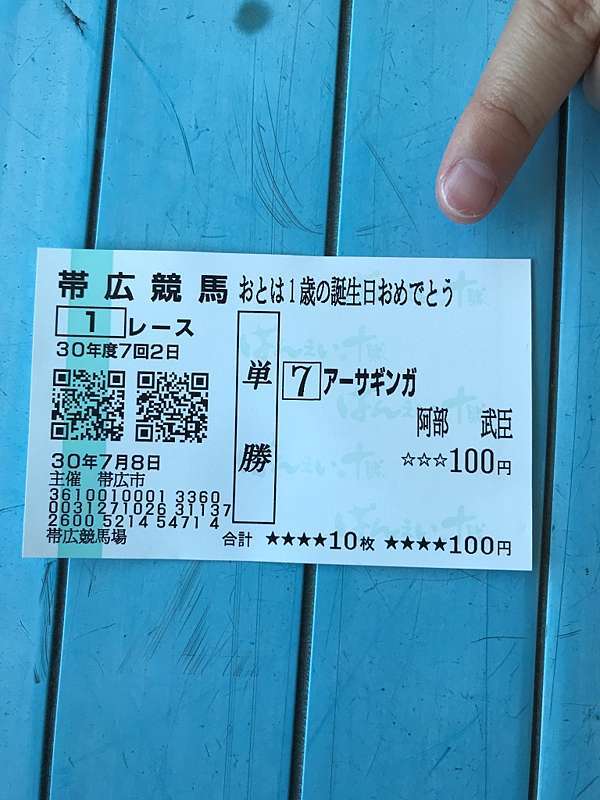 帯広競馬 おとは1歳の誕生日おめでとう
1 レース
30年度7回2日
単勝
7 アーサギンガ
阿部 武臣
☆☆☆100円
30年7月8日
主催 帯広市
3610010001 3360
0031271026 31137
2600 5214 5471 4
帯広競馬場
合計 ★★★★10枚 ★★★★100円